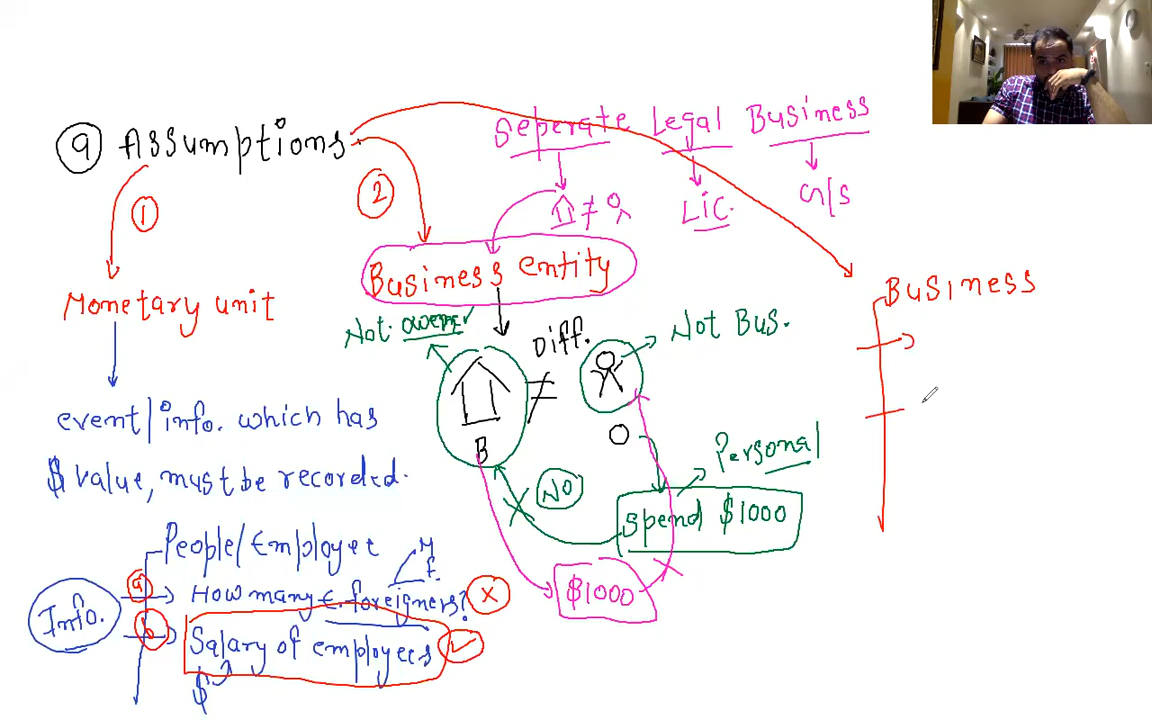 9 Assumptions
Seperate Legal Business
1
2
≠
LiC.
G/S
Business entity
Monetary unit
Business
Not owner
Diff.
Not Bus.
≠
event/info. which has
$ value, must be recorded.
B
O
Personal
NO
Spend $1000
People/Employee
M
F.
Info.
a
How many E. foreigners?
X
$1000
b
Salary of employees
$